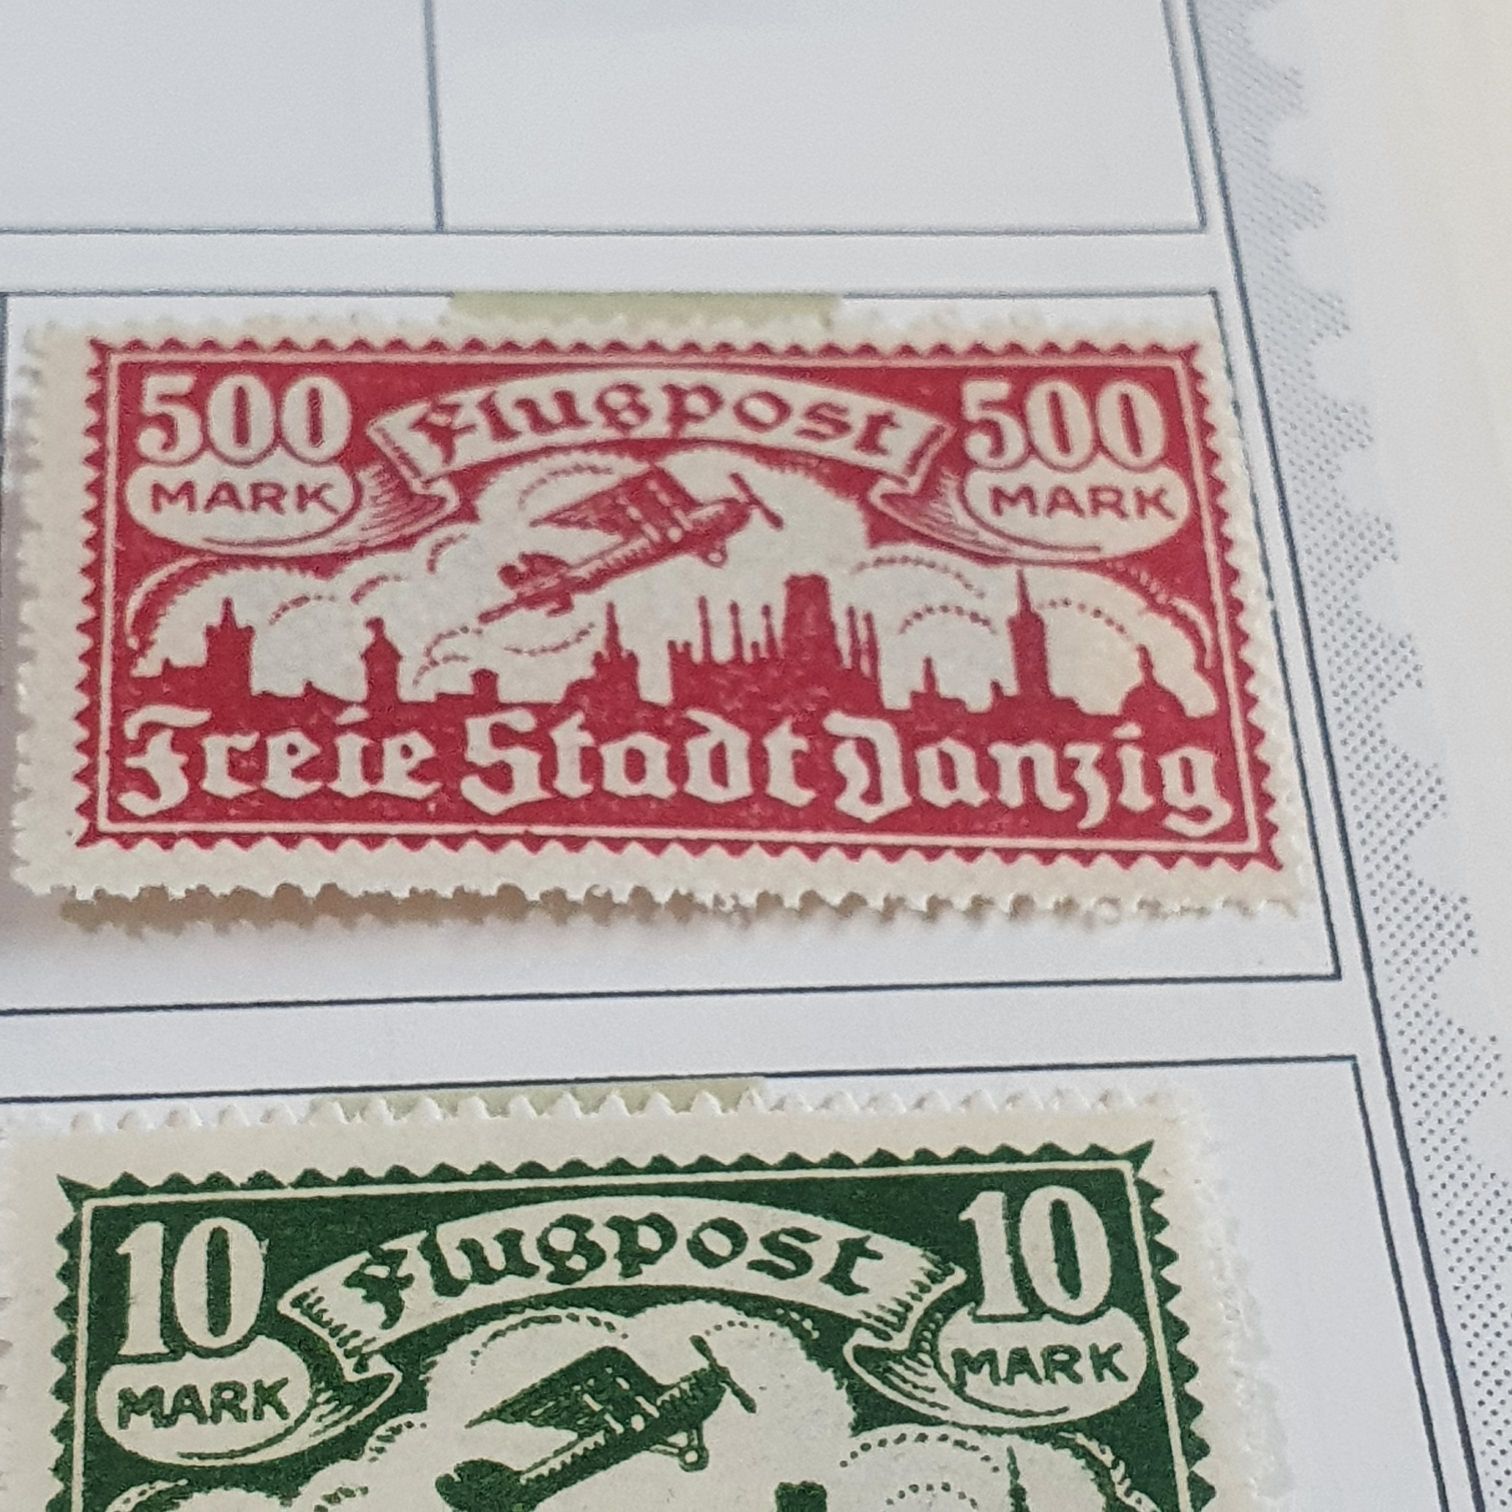 500 Flugpost 500
MARK MARK
Freie Stadt Danzig
10 Flugpost 10
MARK MARK